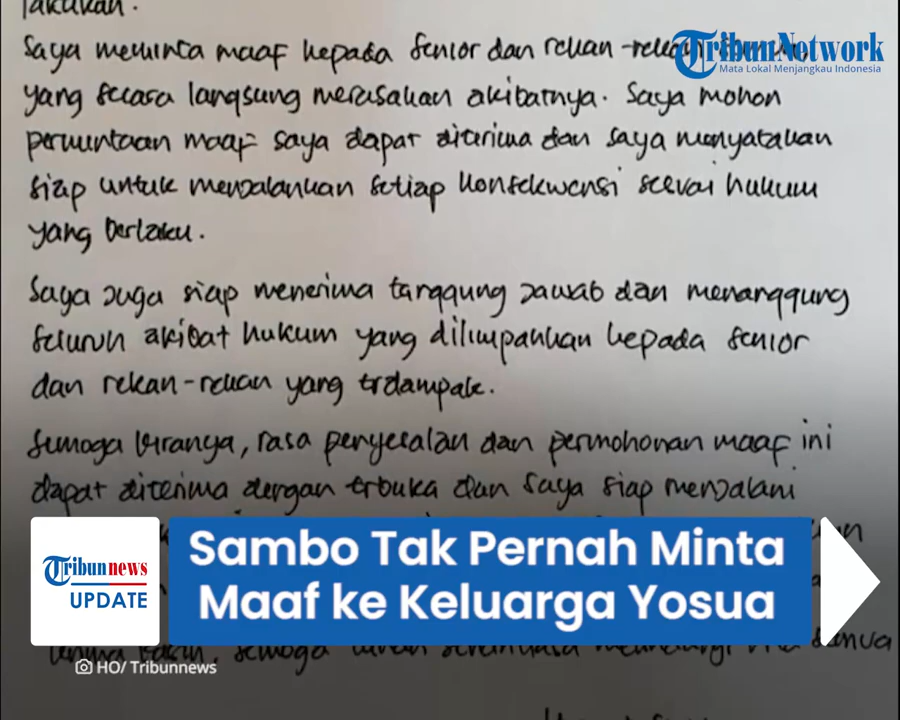 lakukan.
Saya meminta maaf kepada senior dan rekan-rekan
TribunNetwork
Mata Lokal Menjangkau Indonesia
yang secara langsung merasakan akibatnya. Saya mohon
permintaan maaf saya dapat diterima dan saya menyatakan
siap untuk menjalankan setiap konsekwensi sesuai hukum
yang berlaku.
Saya juga siap menerima tanggung jawab dan menanggung
seluruh akibat hukum yang dilimpahkan kepada senior
dan rekan-rekan yang trdampak.
Semoga kiranya, rasa penyesalan dan permohonan maaf ini
dapat diterima dengan trbuka dan saya siap menjalani
Tribunnews
UPDATE
Sambo Tak Pernah Minta
Maaf ke Keluarga Yosua
semoga
HO/ Tribunnews